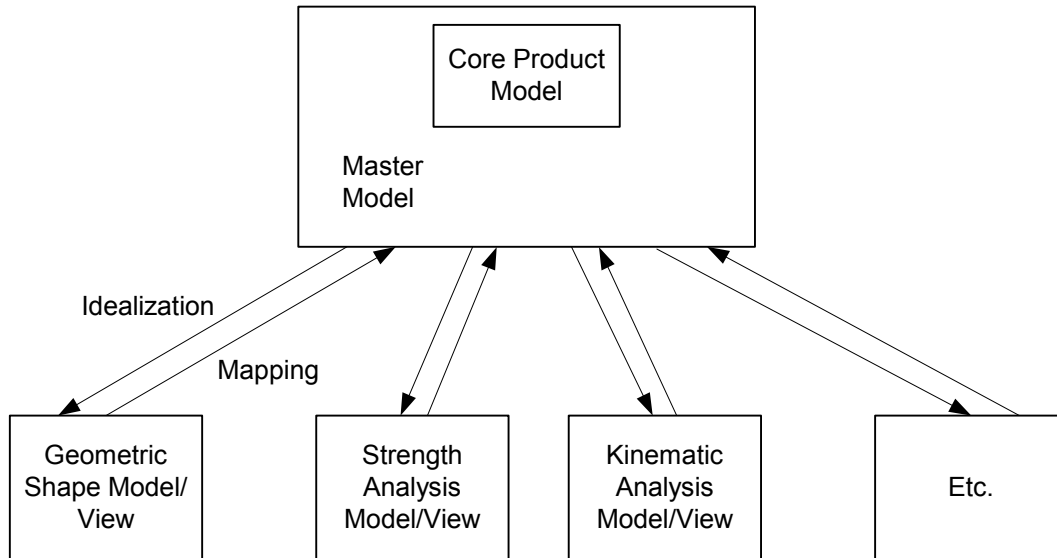 Core Product
Model
Master
Model
Idealization
Mapping
Geometric
Shape Model/
View
Strength
Analysis
Model/View
Kinematic
Analysis
Model/View
Etc.